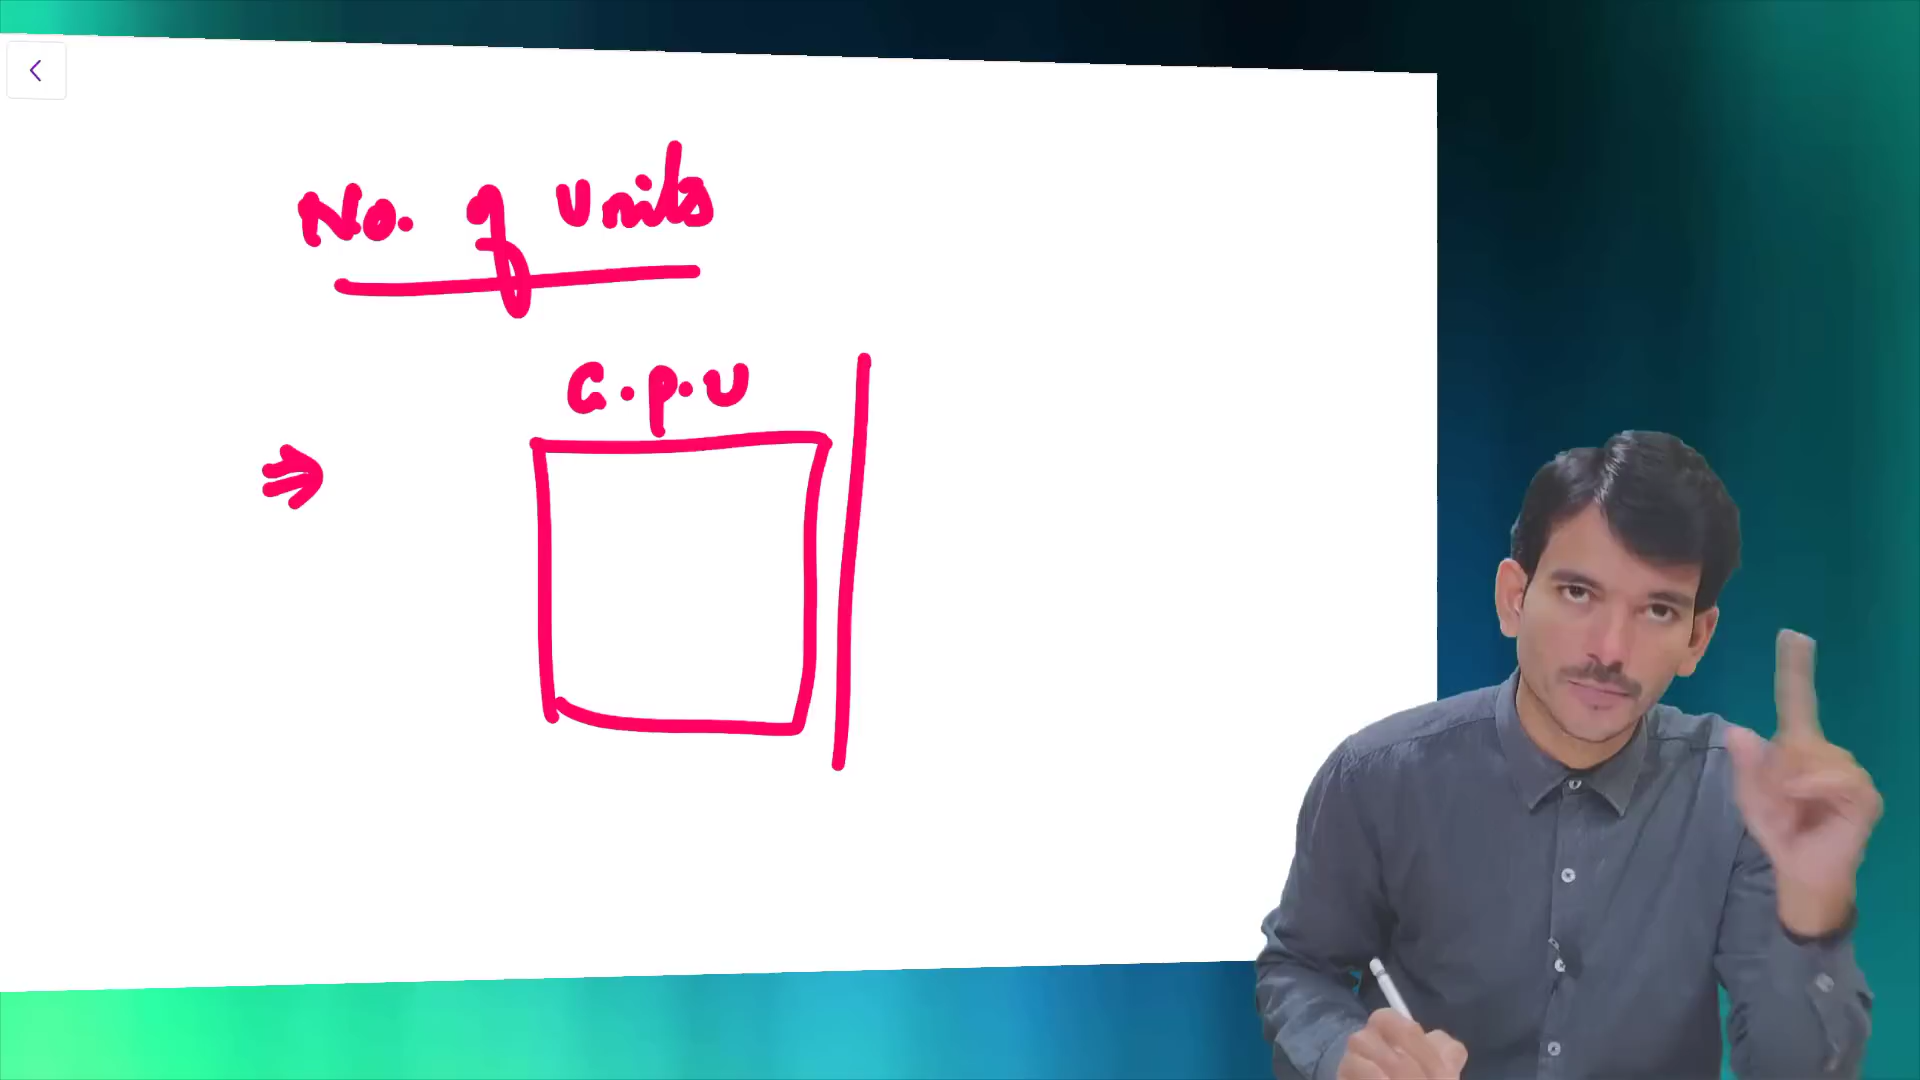 No. of Units
C.P.U
⇒